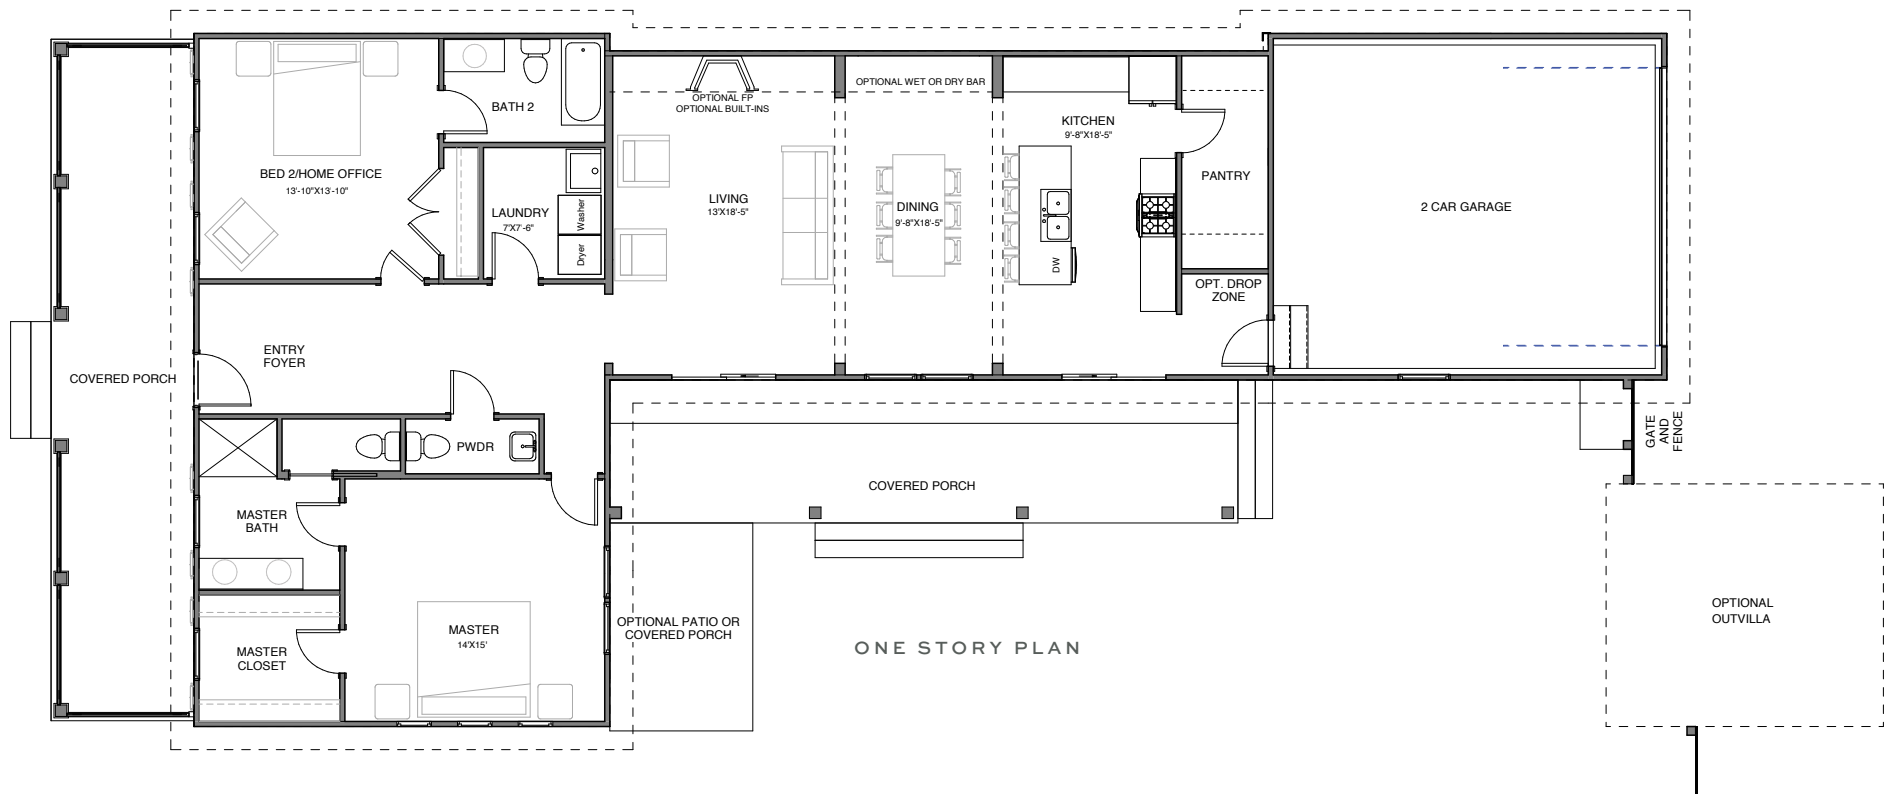 OPTIONAL WET OR DRY BAR
OPTIONAL FP
OPTIONAL BUILT-INS
BATH 2
KITCHEN
9'-8"X18'-5"
BED 2/HOME OFFICE
13'-10"X13'-10"
PANTRY
LIVING
13'X18'-5"
DINING
9'-8"X18'-5"
2 CAR GARAGE
LAUNDRY
7'X7'-6"
Washer
Dryer
DW
OPT. DROP
ZONE
ENTRY
FOYER
COVERED PORCH
GATE
AND
FENCE
PWDR
COVERED PORCH
MASTER
BATH
OPTIONAL PATIO OR
COVERED PORCH
MASTER
14'X15'
MASTER
CLOSET
ONE STORY PLAN
OPTIONAL
OUTVILLA